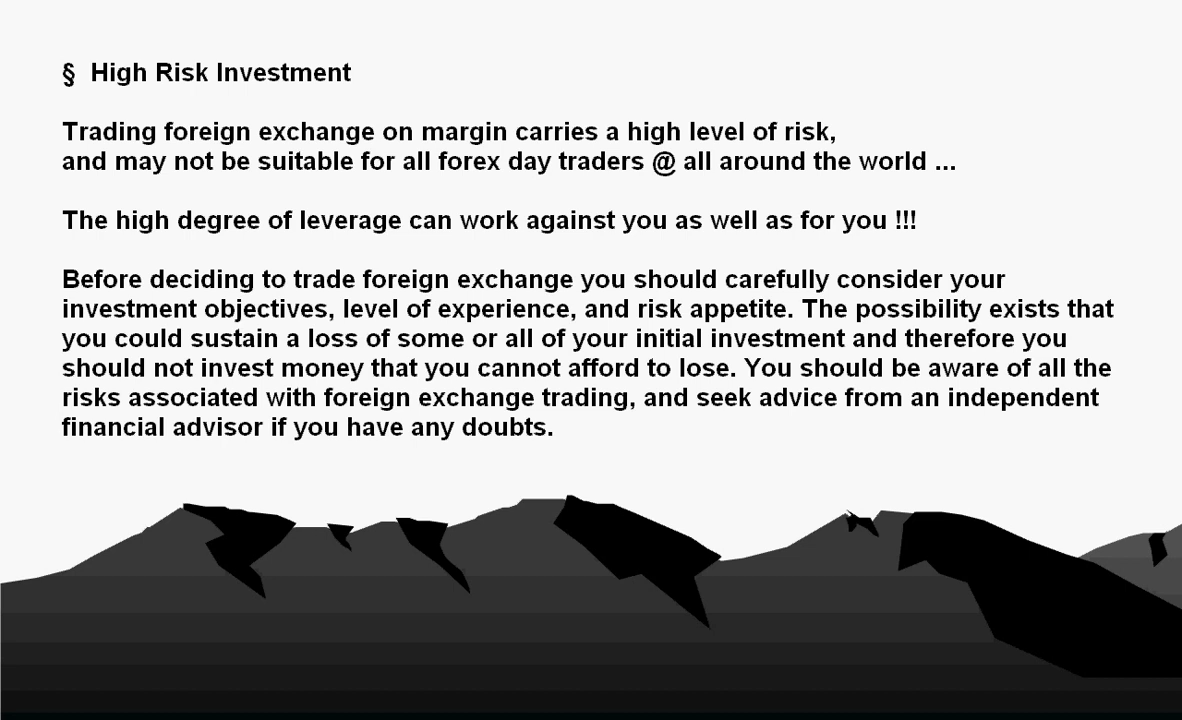 § High Risk Investment
Trading foreign exchange on margin carries a high level of risk,
and may not be suitable for all forex day traders @ all around the world ...
The high degree of leverage can work against you as well as for you !!!
Before deciding to trade foreign exchange you should carefully consider your
investment objectives, level of experience, and risk appetite. The possibility exists that
you could sustain a loss of some or all of your initial investment and therefore you
should not invest money that you cannot afford to lose. You should be aware of all the
risks associated with foreign exchange trading, and seek advice from an independent
financial advisor if you have any doubts.